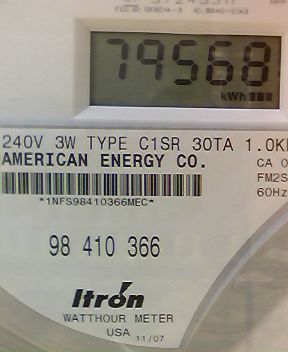 79568
kWh
240V 3W TYPE C1SR 30TA 1.0K
AMERICAN ENERGY CO.
CA 0
FM2S
60Hz
*1NFS98410366MEC*
98 410 366
Itron
WATTHOUR METER
USA 11/07